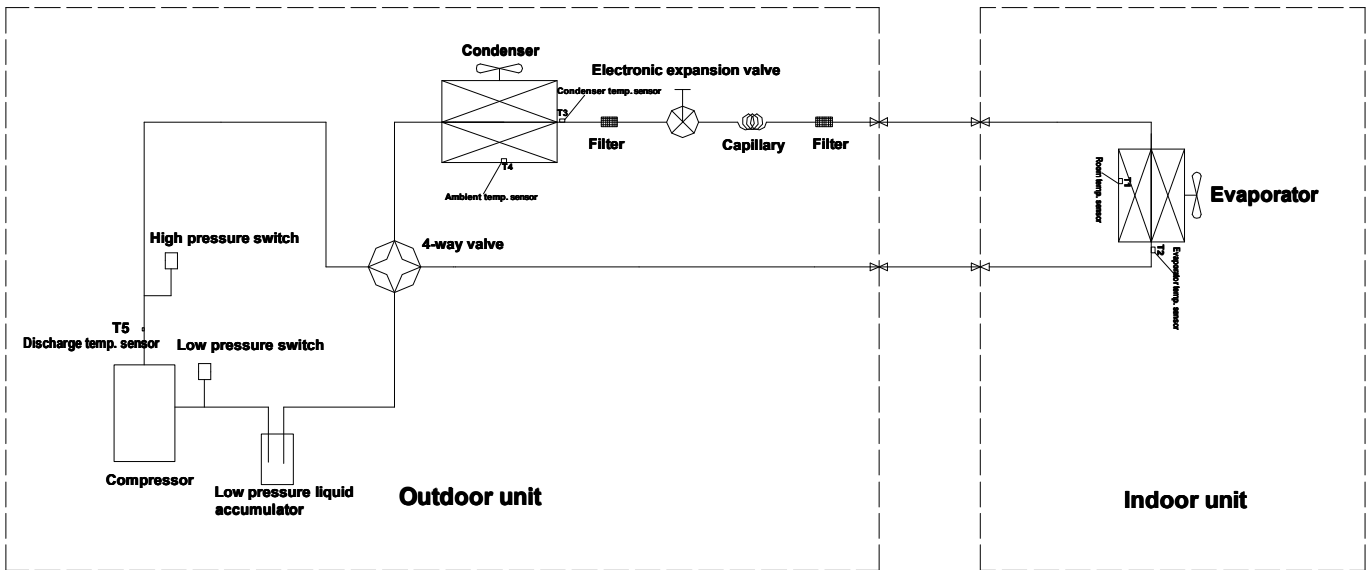 Condenser
Electronic expansion valve
Condenser temp. sensor
T3
Filter
Capillary
Filter
T4
Ambient temp. sensor
Room temp. sensor
T1
Evaporator
T2
Evaporator temp. sensor
4-way valve
High pressure switch
T5
Discharge temp. sensor
Low pressure switch
Compressor
Low pressure liquid
accumulator
Outdoor unit
Indoor unit